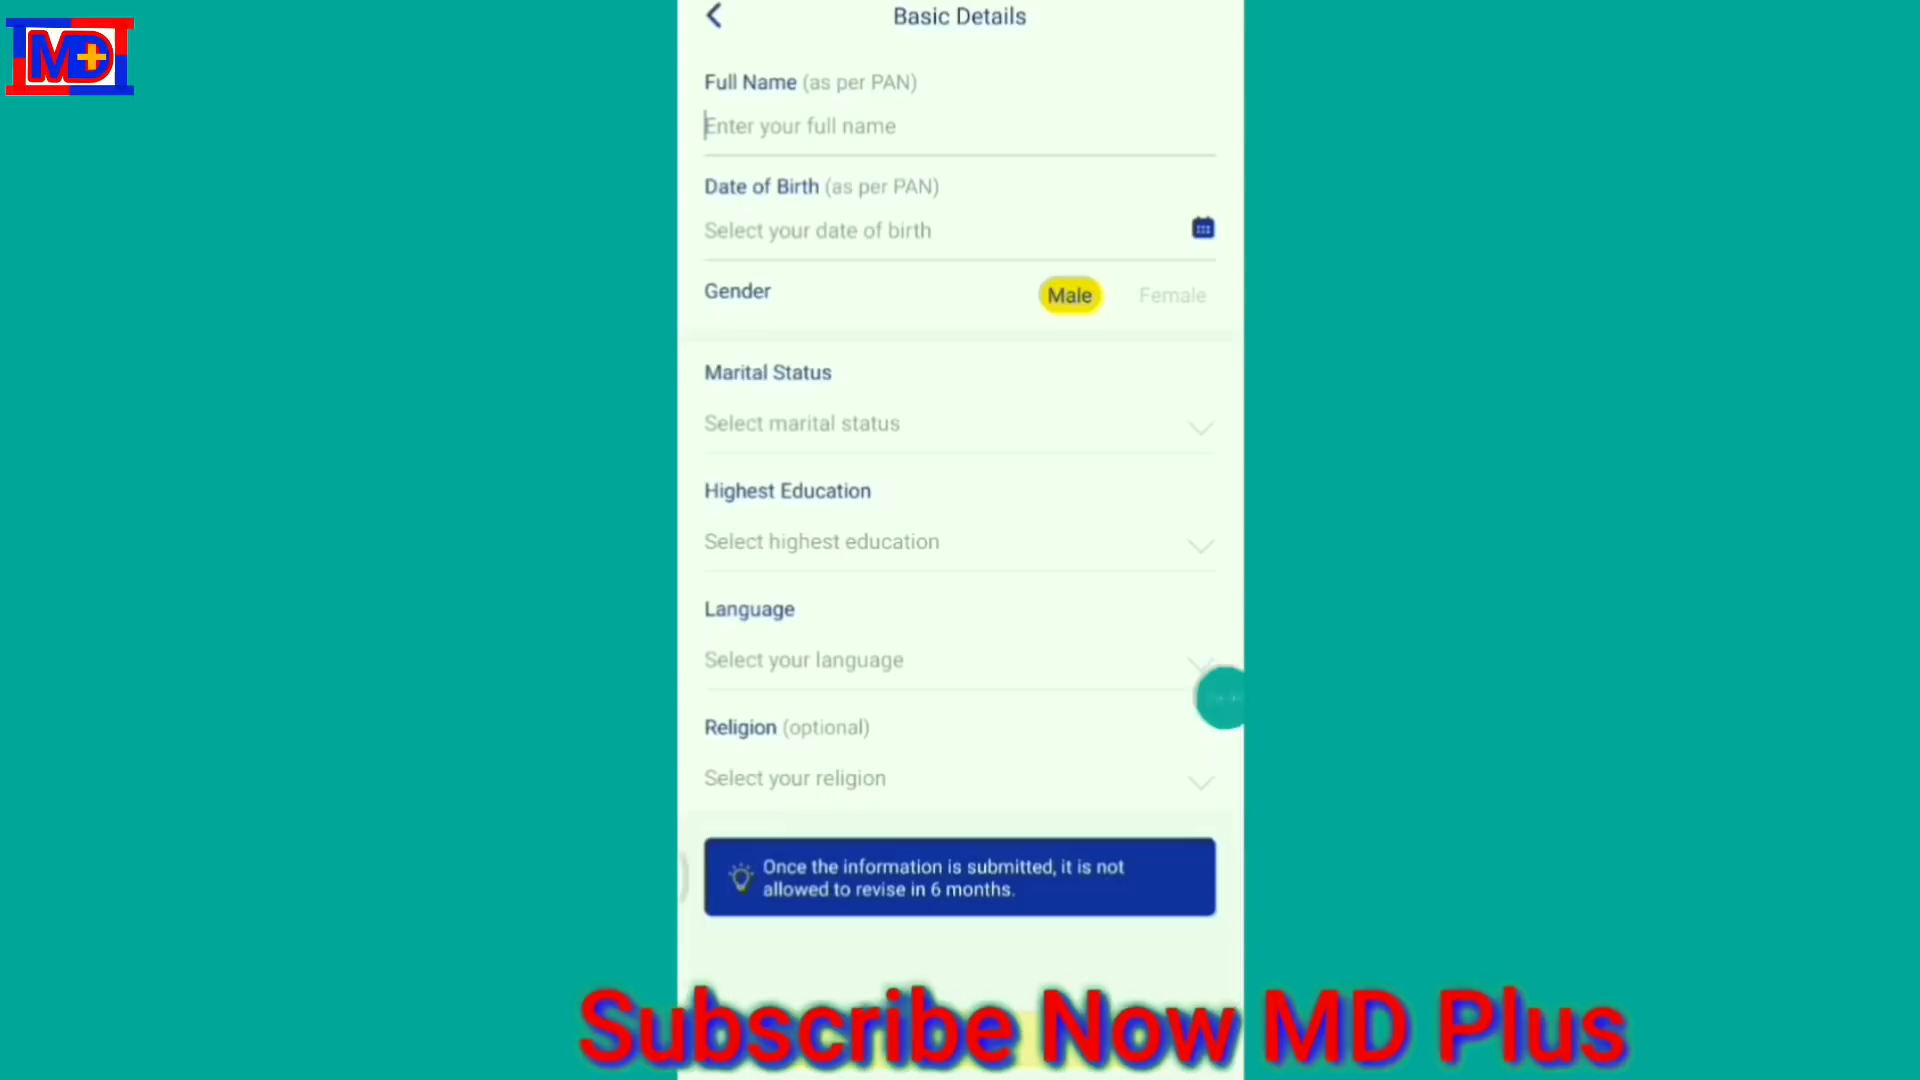 MD+
Basic Details
Full Name (as per PAN)
Enter your full name
Date of Birth (as per PAN)
Select your date of birth
Gender Male Female
Marital Status
Select marital status
Highest Education
Select highest education
Language
Select your language
Religion (optional)
Select your religion
Once the information is submitted, it is not
allowed to revise in 6 months.
Subscribe Now MD Plus